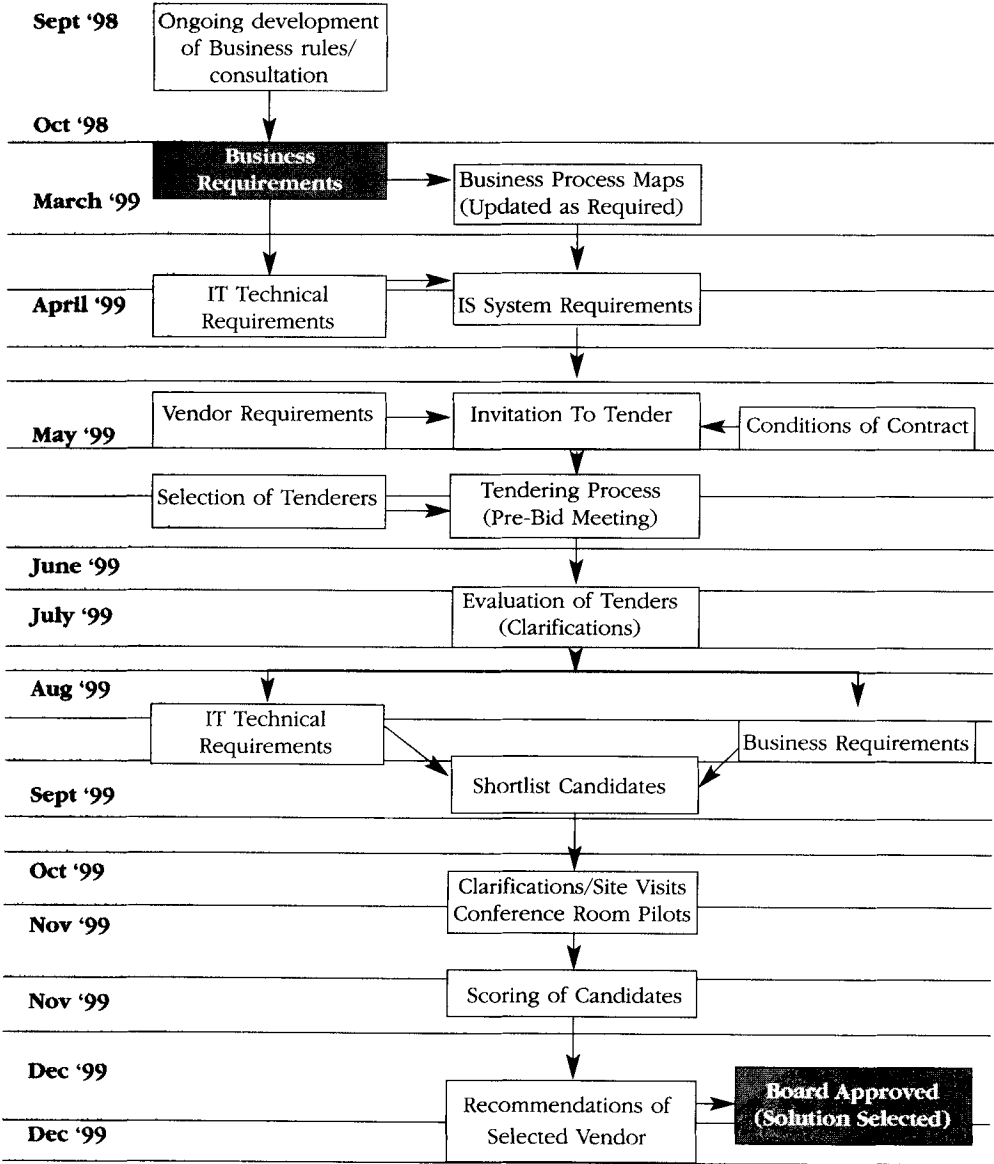 Sept ‘98
Ongoing development
of Business rules/
consultation
Oct ‘98
Business
Requirements
March ‘99
Business Process Maps
(Updated as Required)
April ‘99
IT Technical
Requirements
IS System Requirements
May ‘99
Vendor Requirements
Invitation To Tender
Conditions of Contract
Selection of Tenderers
Tendering Process
(Pre-Bid Meeting)
June ‘99
July ‘99
Evaluation of Tenders
(Clarifications)
Aug ‘99
IT Technical
Requirements
Business Requirements
Sept ‘99
Shortlist Candidates
Oct ‘99
Clarifications/Site Visits
Conference Room Pilots
Nov ‘99
Nov ‘99
Scoring of Candidates
Dec ‘99
Recommendations of
Selected Vendor
Board Approved
(Solution Selected)
Dec ‘99